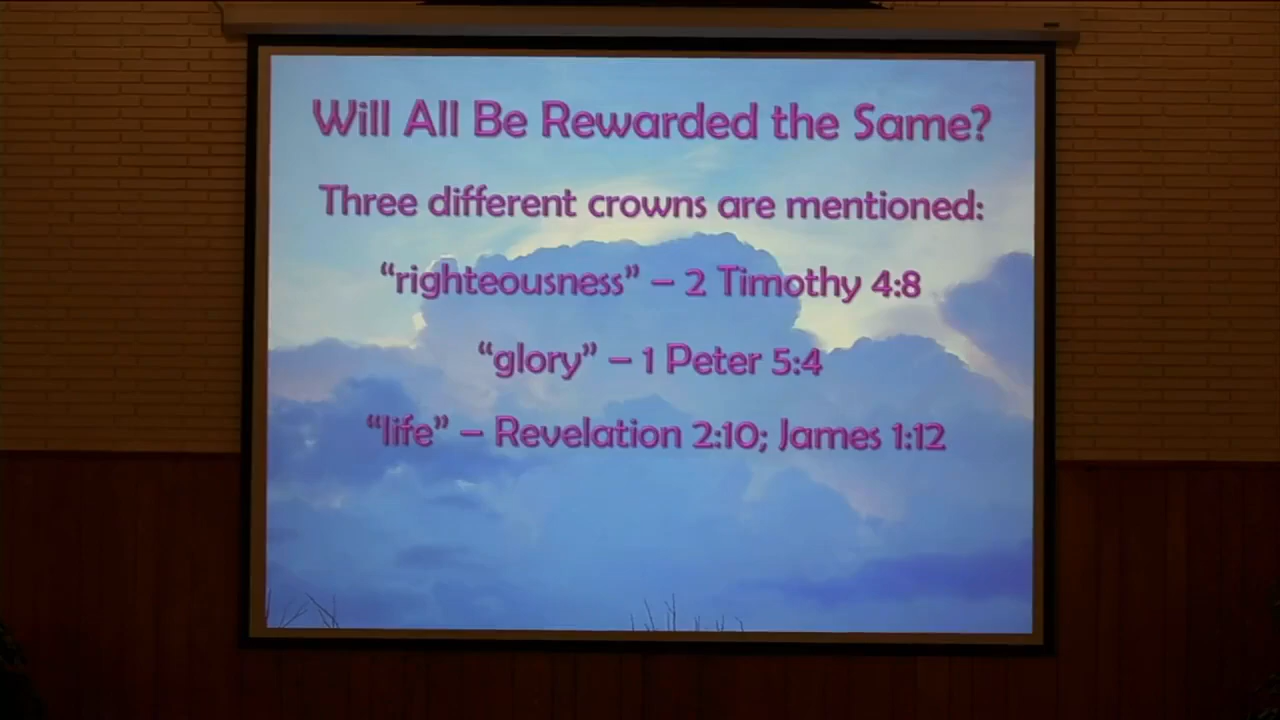 Will All Be Rewarded the Same?
Three different crowns are mentioned:
“righteousness” – 2 Timothy 4:8
“glory” – 1 Peter 5:4
“life” – Revelation 2:10; James 1:12